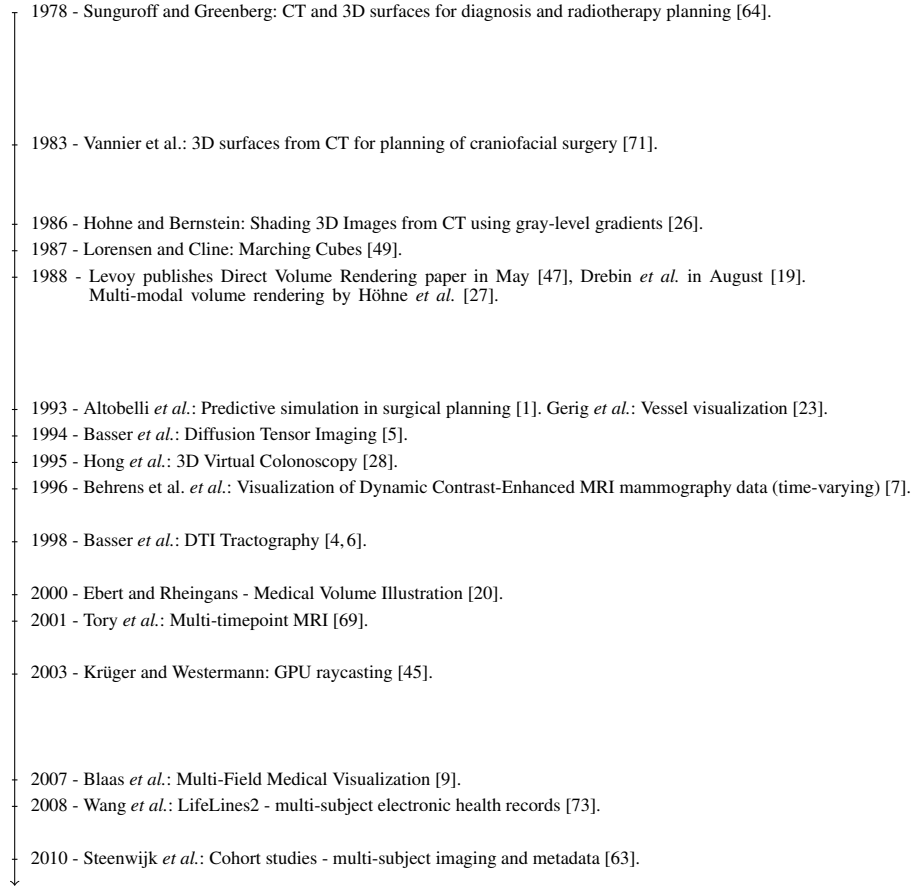 1978 - Sunguroff and Greenberg: CT and 3D surfaces for diagnosis and radiotherapy planning [64].
1983 - Vannier et al.: 3D surfaces from CT for planning of craniofacial surgery [71].
1986 - Hohne and Bernstein: Shading 3D Images from CT using gray-level gradients [26].
1987 - Lorensen and Cline: Marching Cubes [49].
1988 - Levoy publishes Direct Volume Rendering paper in May [47], Drebin et al. in August [19].
Multi-modal volume rendering by Höhne et al. [27].
1993 - Altobelli et al.: Predictive simulation in surgical planning [1]. Gerig et al.: Vessel visualization [23].
1994 - Basser et al.: Diffusion Tensor Imaging [5].
1995 - Hong et al.: 3D Virtual Colonoscopy [28].
1996 - Behrens et al. et al.: Visualization of Dynamic Contrast-Enhanced MRI mammography data (time-varying) [7].
1998 - Basser et al.: DTI Tractography [4, 6].
2000 - Ebert and Rheingans - Medical Volume Illustration [20].
2001 - Tory et al.: Multi-timepoint MRI [69].
2003 - Krüger and Westermann: GPU raycasting [45].
2007 - Blaas et al.: Multi-Field Medical Visualization [9].
2008 - Wang et al.: LifeLines2 - multi-subject electronic health records [73].
2010 - Steenwijk et al.: Cohort studies - multi-subject imaging and metadata [63].